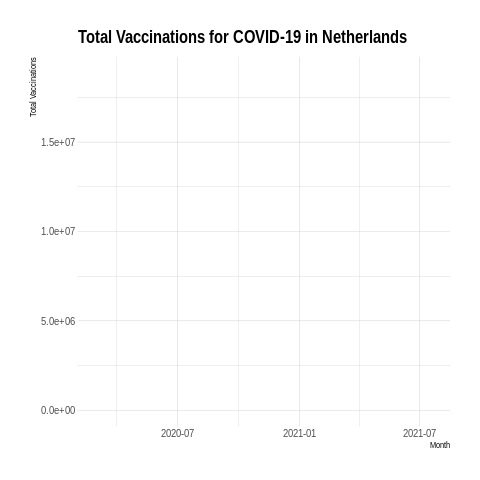 Total Vaccinations for COVID-19 in Netherlands
Total Vaccinations
1.5e+07
1.0e+07
5.0e+06
0.0e+00
2020-07 2021-01 2021-07
Month